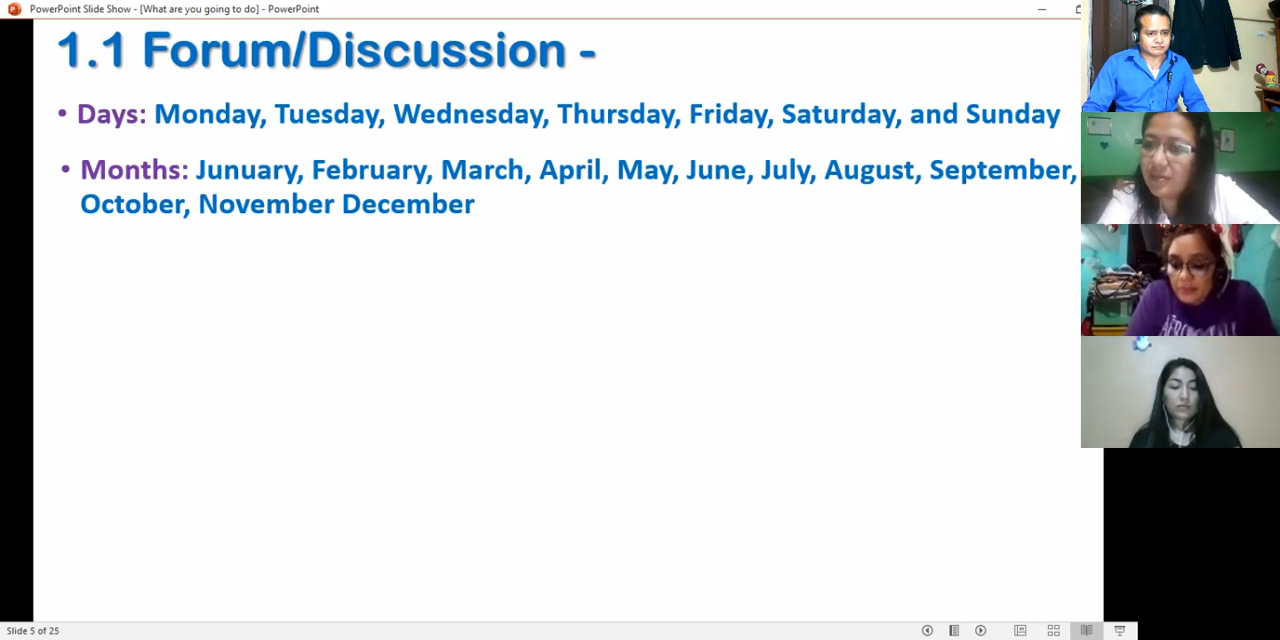 PowerPoint Slide Show - [What are you going to do] - PowerPoint
1.1 Forum/Discussion -
• Days: Monday, Tuesday, Wednesday, Thursday, Friday, Saturday, and Sunday
• Months: Junuary, February, March, April, May, June, July, August, September,
October, November December
Slide 5 of 25